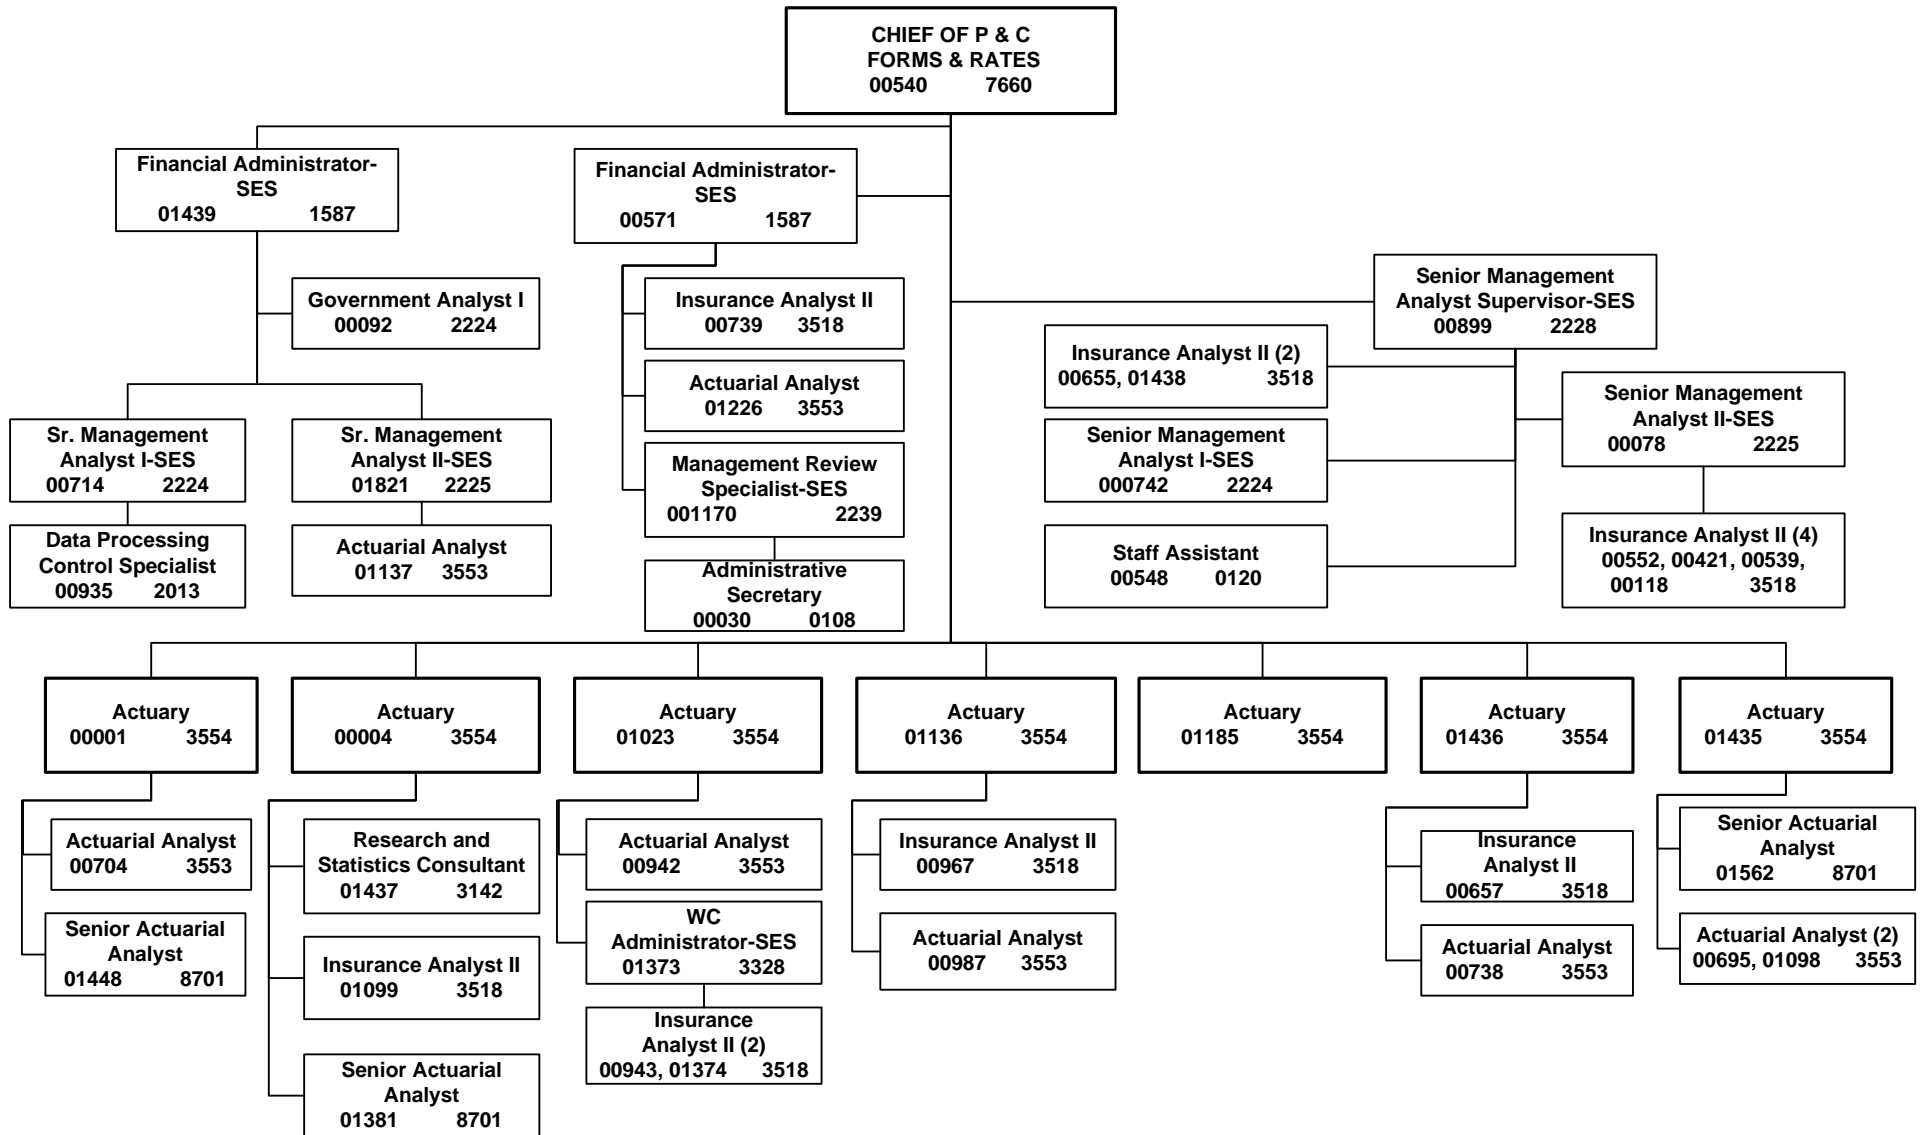 CHIEF OF P & C
FORMS & RATES
00540 7660
Financial Administrator-
SES
01439 1587
Financial Administrator-
SES
00571 1587
Government Analyst I
00092 2224
Sr. Management
Analyst I-SES
00714 2224
Sr. Management
Analyst II-SES
01821 2225
Data Processing
Control Specialist
00935 2013
Actuarial Analyst
01137 3553
Insurance Analyst II
00739 3518
Actuarial Analyst
01226 3553
Management Review
Specialist-SES
001170 2239
Administrative
Secretary
00030 0108
Senior Management
Analyst Supervisor-SES
00899 2228
Insurance Analyst II (2)
00655, 01438 3518
Senior Management
Analyst I-SES
000742 2224
Staff Assistant
00548 0120
Senior Management
Analyst II-SES
00078 2225
Insurance Analyst II (4)
00552, 00421, 00539,
00118 3518
Actuary
00001 3554
Actuary
00004 3554
Actuary
01023 3554
Actuary
01136 3554
Actuary
01185 3554
Actuary
01436 3554
Actuary
01435 3554
Actuarial Analyst
00704 3553
Senior Actuarial
Analyst
01448 8701
Research and
Statistics Consultant
01437 3142
Insurance Analyst II
01099 3518
Senior Actuarial
Analyst
01381 8701
Actuarial Analyst
00942 3553
WC
Administrator-SES
01373 3328
Insurance
Analyst II (2)
00943, 01374 3518
Insurance Analyst II
00967 3518
Actuarial Analyst
00987 3553
Insurance
Analyst II
00657 3518
Actuarial Analyst
00738 3553
Senior Actuarial
Analyst
01562 8701
Actuarial Analyst (2)
00695, 01098 3553